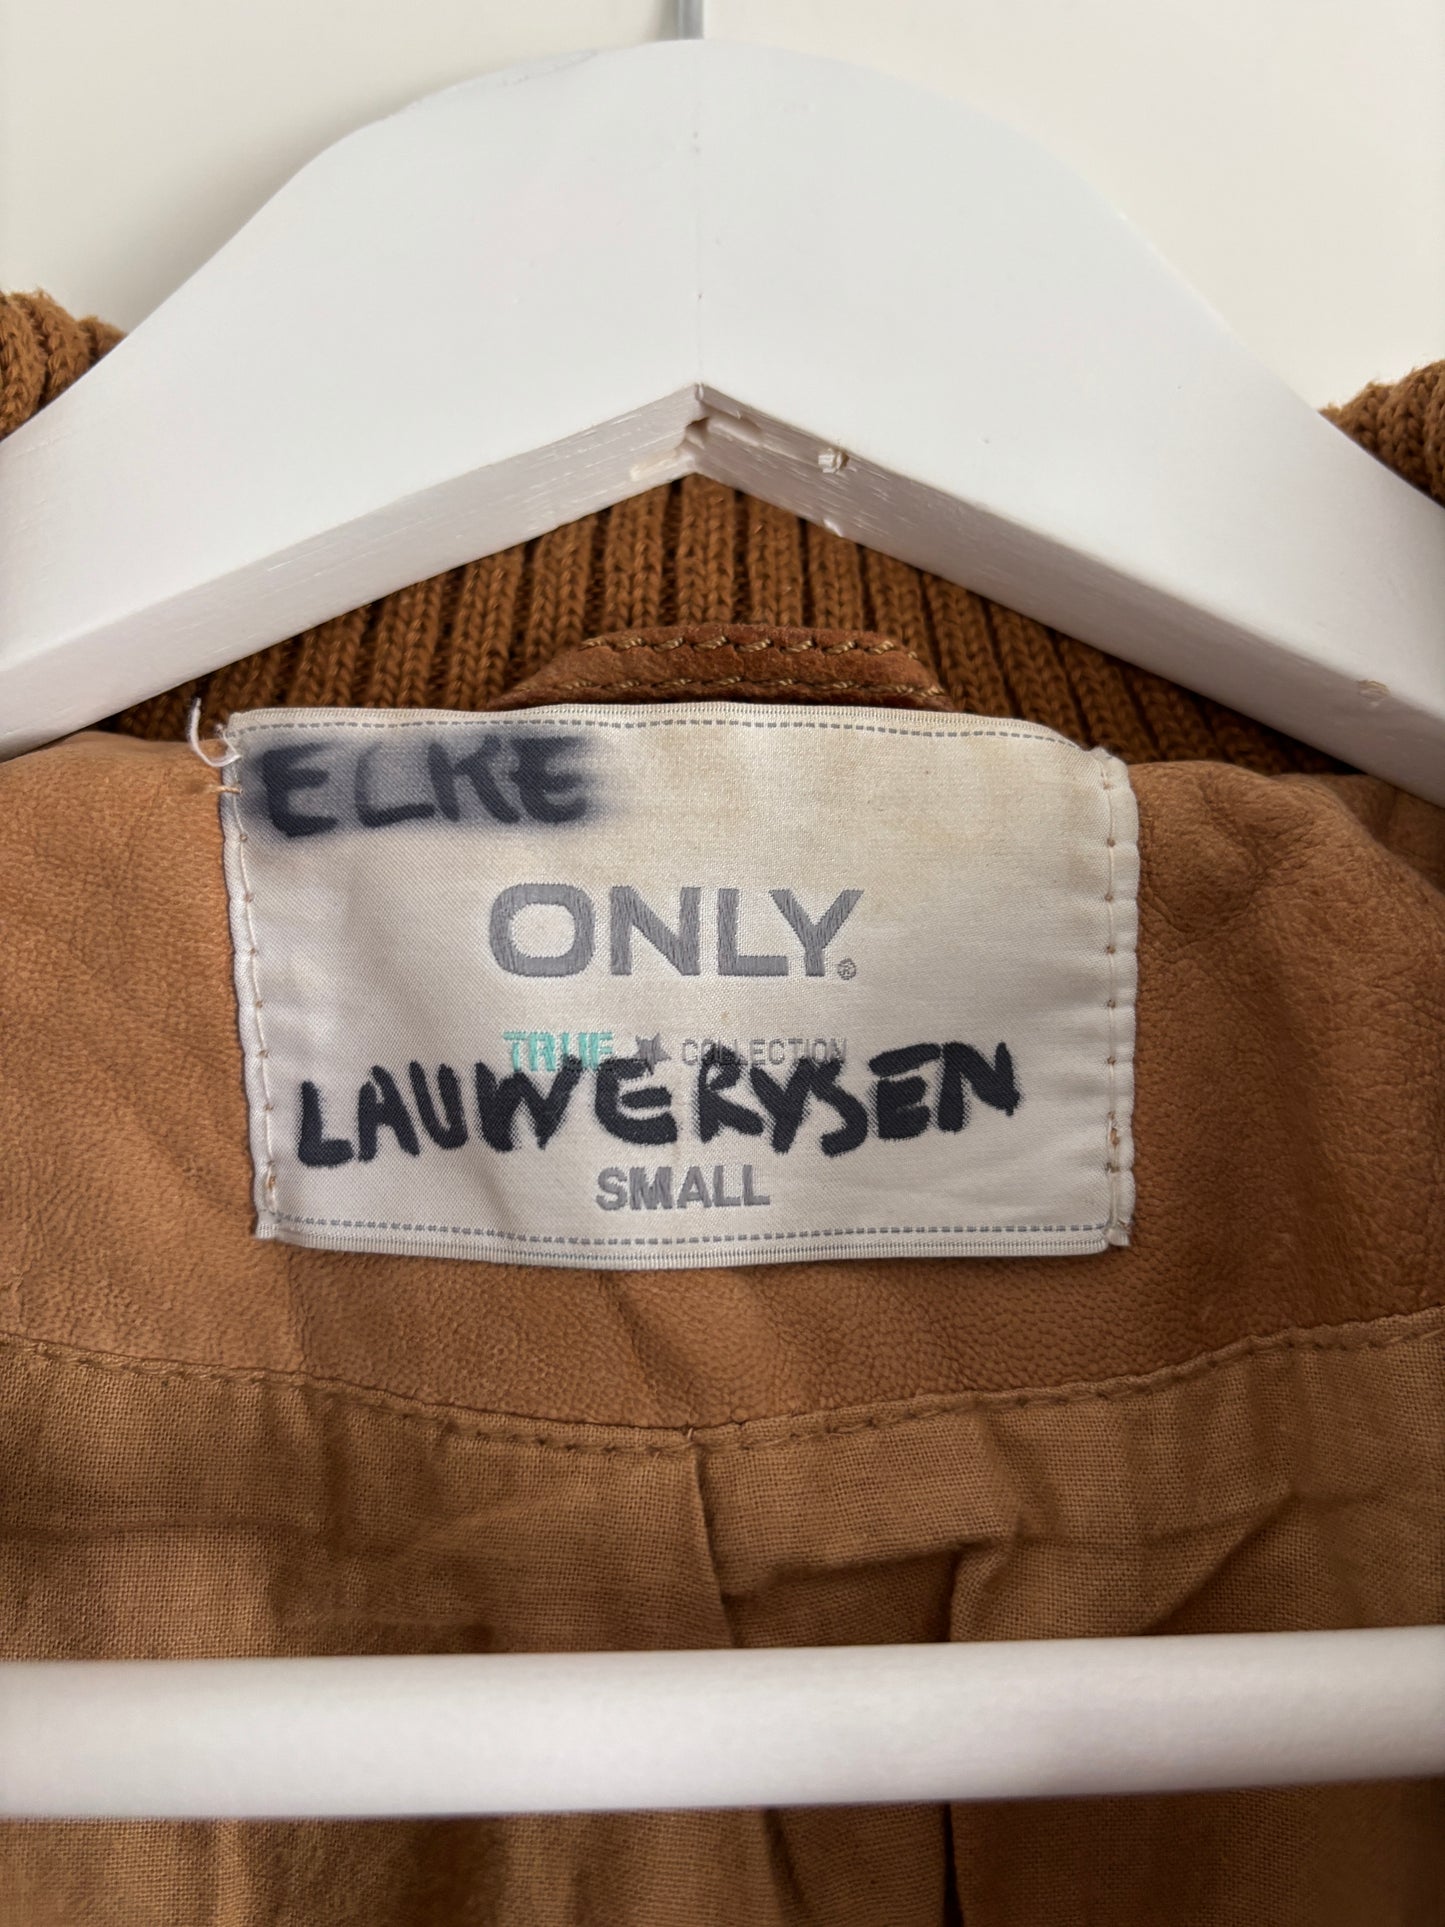 ELKE
ONLY®
TRUE ★ COLLECTION
LAUWERYSEN
SMALL